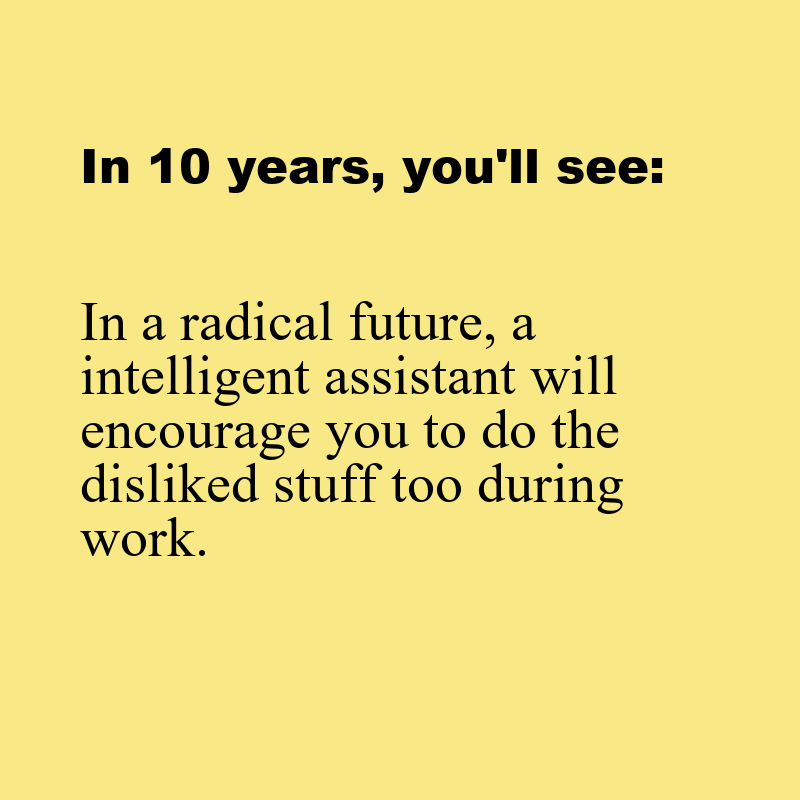 In 10 years, you'll see:
In a radical future, a
intelligent assistant will
encourage you to do the
disliked stuff too during
work.